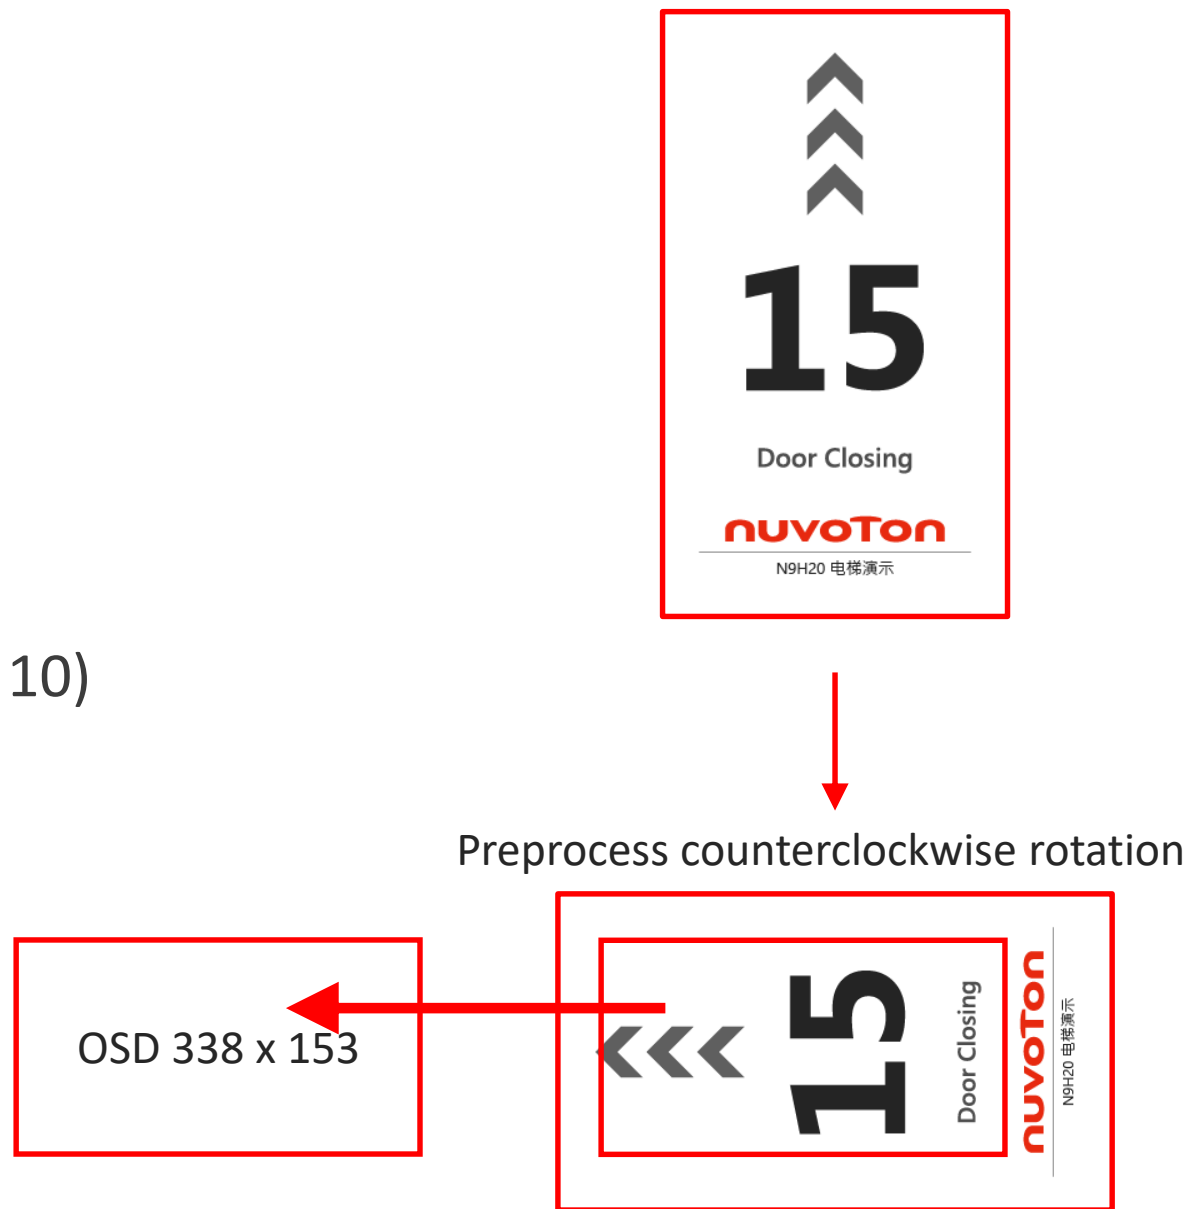 15
Door Closing
nuvoTon
N9H20 电梯演示
10)
Preprocess counterclockwise rotation
OSD 338 x 153
15
Door Closing
nuvoTon
N9H20 电梯演示